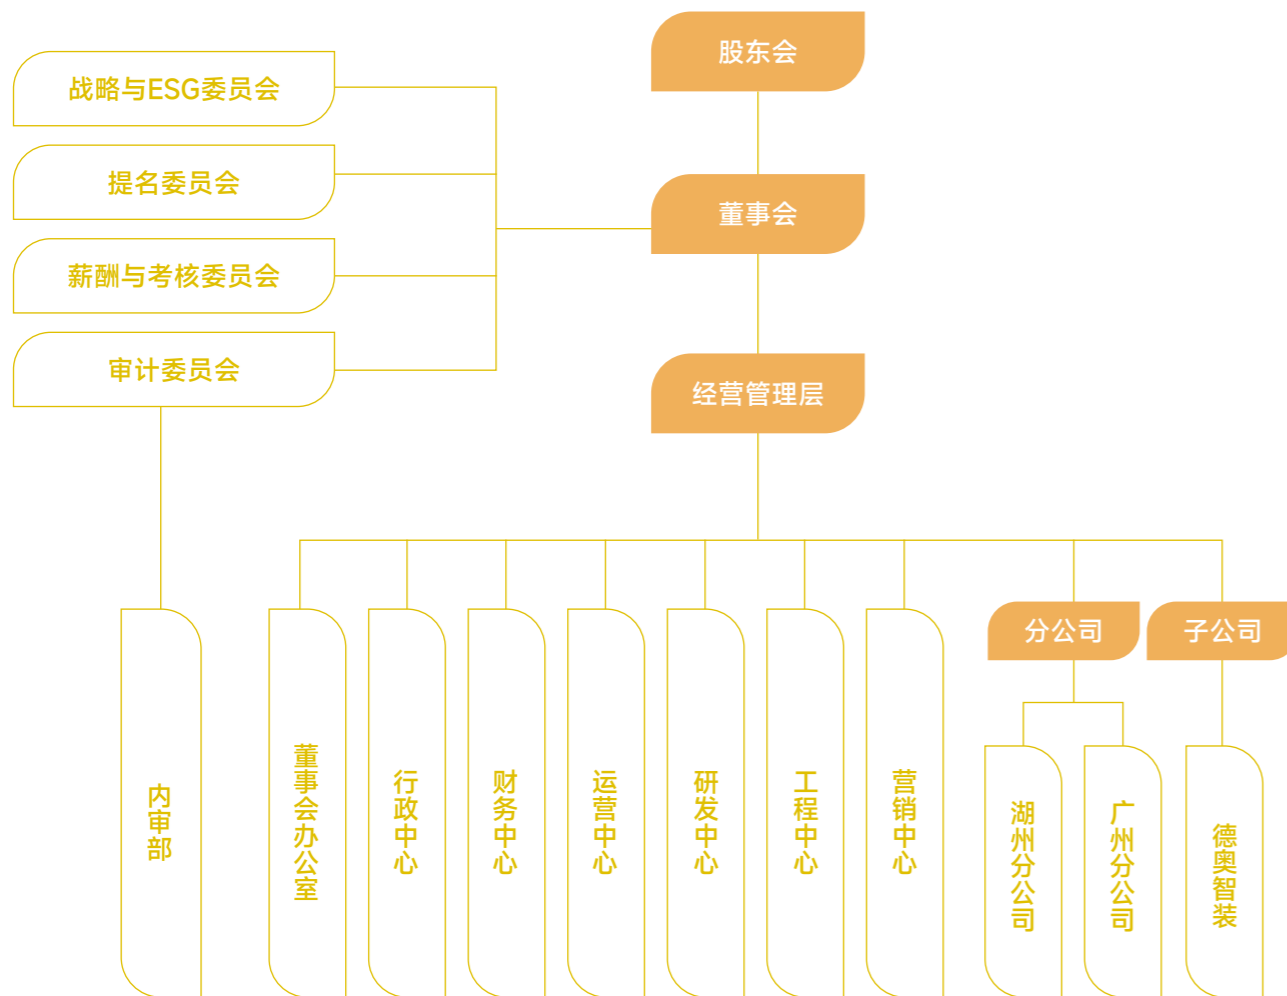 股东会
战略与ESG委员会
提名委员会
董事会
薪酬与考核委员会
审计委员会
经营管理层
分公司
子公司
内审部
董事会办公室
行政中心
财务中心
运营中心
研发中心
工程中心
营销中心
湖州分公司
广州分公司
德奥智装